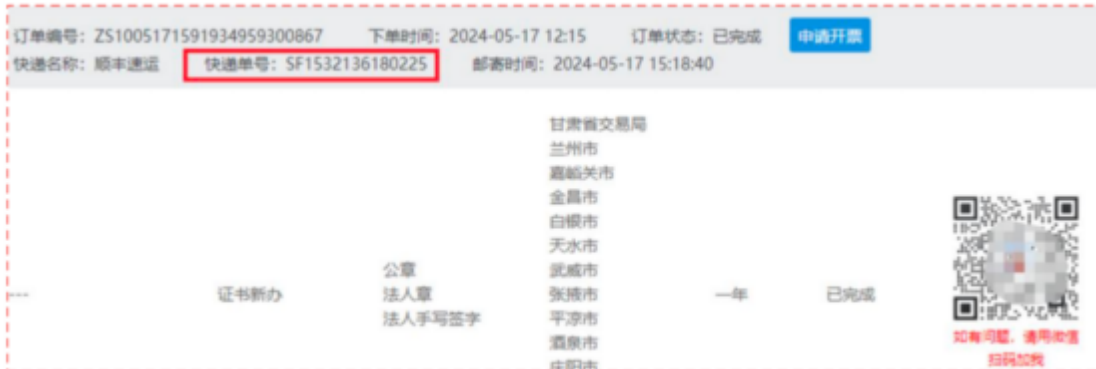 订单编号：ZS10051715919349593​00867 下单时间：2024-05-17 12:15 订单状态：已完成 申请开票
快递名称：顺丰速运 快递单号：SF1532136180225 邮寄时间：2024-05-17 15:18:40
甘肃省交易局
兰州市
嘉峪关市
金昌市
白银市
天水市
公章
武威市
---
证书新办
法人章
张掖市
一年
已完成
法人手写签字
平凉市
酒泉市
庆阳市
如有问题，请用微信
扫码加我